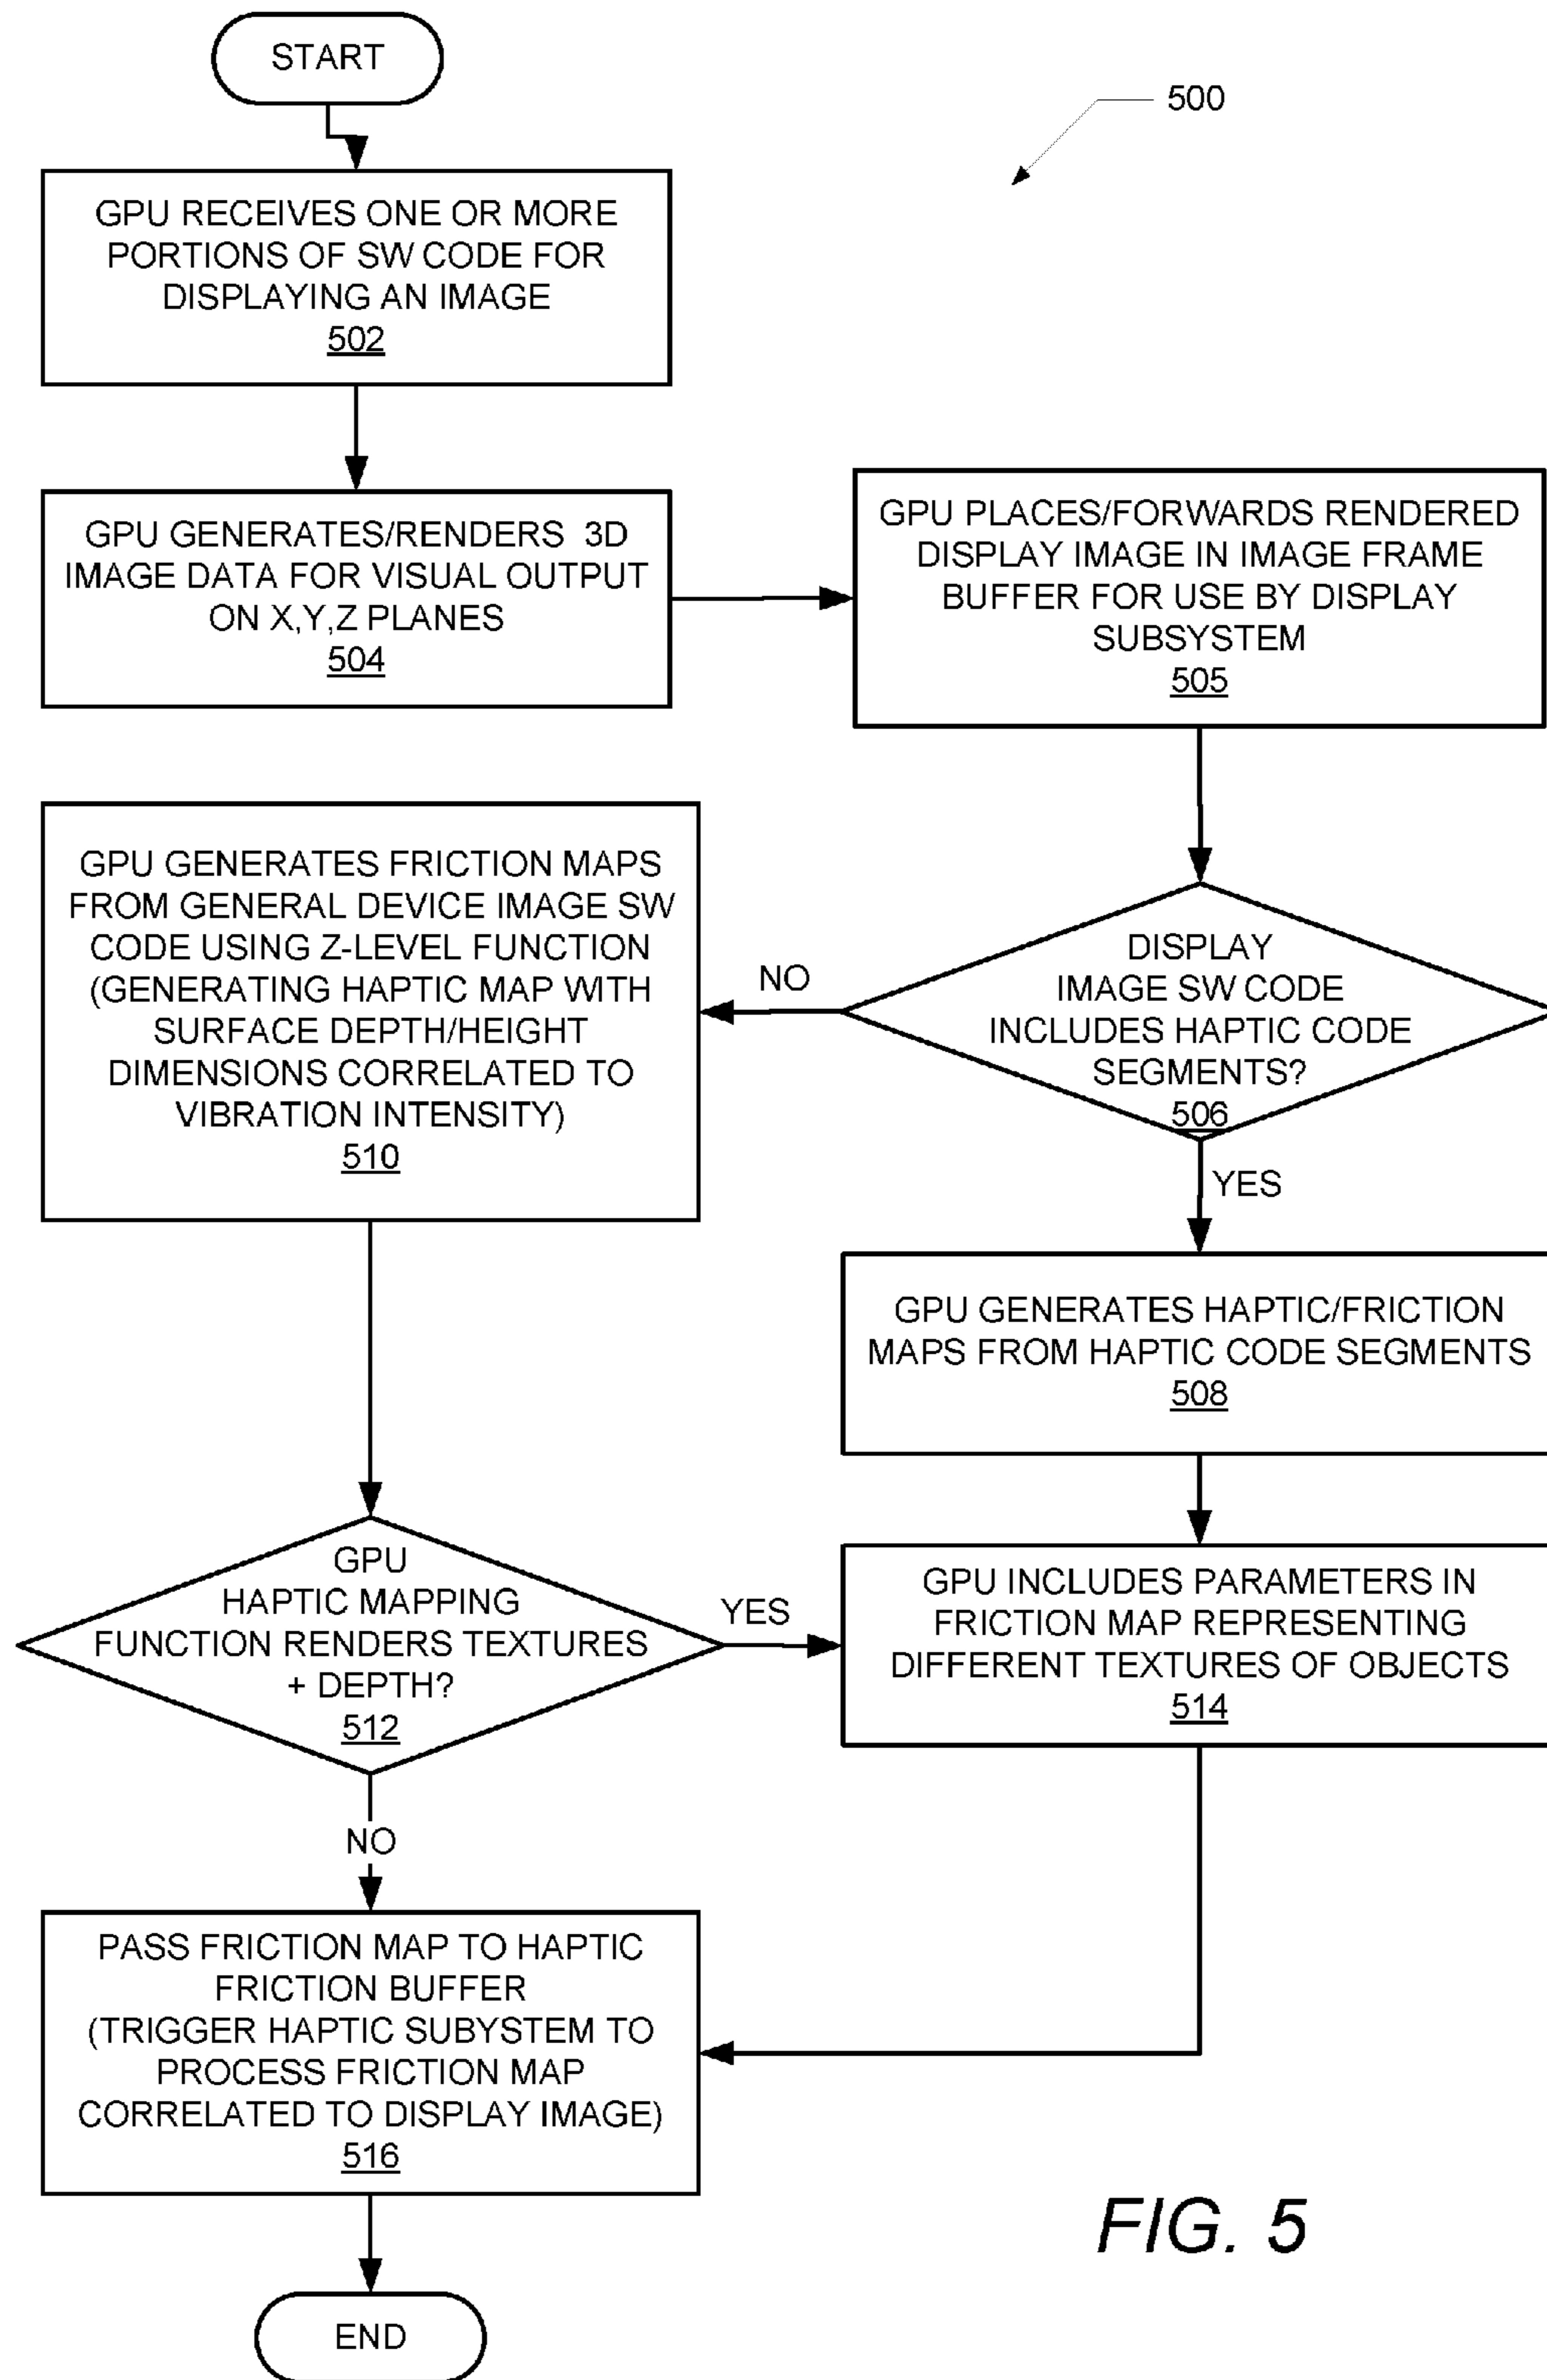 START
500
GPU RECEIVES ONE OR MORE
PORTIONS OF SW CODE FOR
DISPLAYING AN IMAGE
502
GPU GENERATES/RENDERS 3D
IMAGE DATA FOR VISUAL OUTPUT
ON X,Y,Z PLANES
504
GPU PLACES/FORWARDS RENDERED
DISPLAY IMAGE IN IMAGE FRAME
BUFFER FOR USE BY DISPLAY
SUBSYSTEM
505
DISPLAY
IMAGE SW CODE
INCLUDES HAPTIC CODE
SEGMENTS?
506
NO
YES
GPU GENERATES FRICTION MAPS
FROM GENERAL DEVICE IMAGE SW
CODE USING Z-LEVEL FUNCTION
(GENERATING HAPTIC MAP WITH
SURFACE DEPTH/HEIGHT
DIMENSIONS CORRELATED TO
VIBRATION INTENSITY)
510
GPU GENERATES HAPTIC/FRICTION
MAPS FROM HAPTIC CODE SEGMENTS
508
GPU
HAPTIC MAPPING
FUNCTION RENDERS TEXTURES
+ DEPTH?
512
YES
NO
GPU INCLUDES PARAMETERS IN
FRICTION MAP REPRESENTING
DIFFERENT TEXTURES OF OBJECTS
514
PASS FRICTION MAP TO HAPTIC
FRICTION BUFFER
(TRIGGER HAPTIC SUBYSTEM TO
PROCESS FRICTION MAP
CORRELATED TO DISPLAY IMAGE)
516
END
FIG. 5